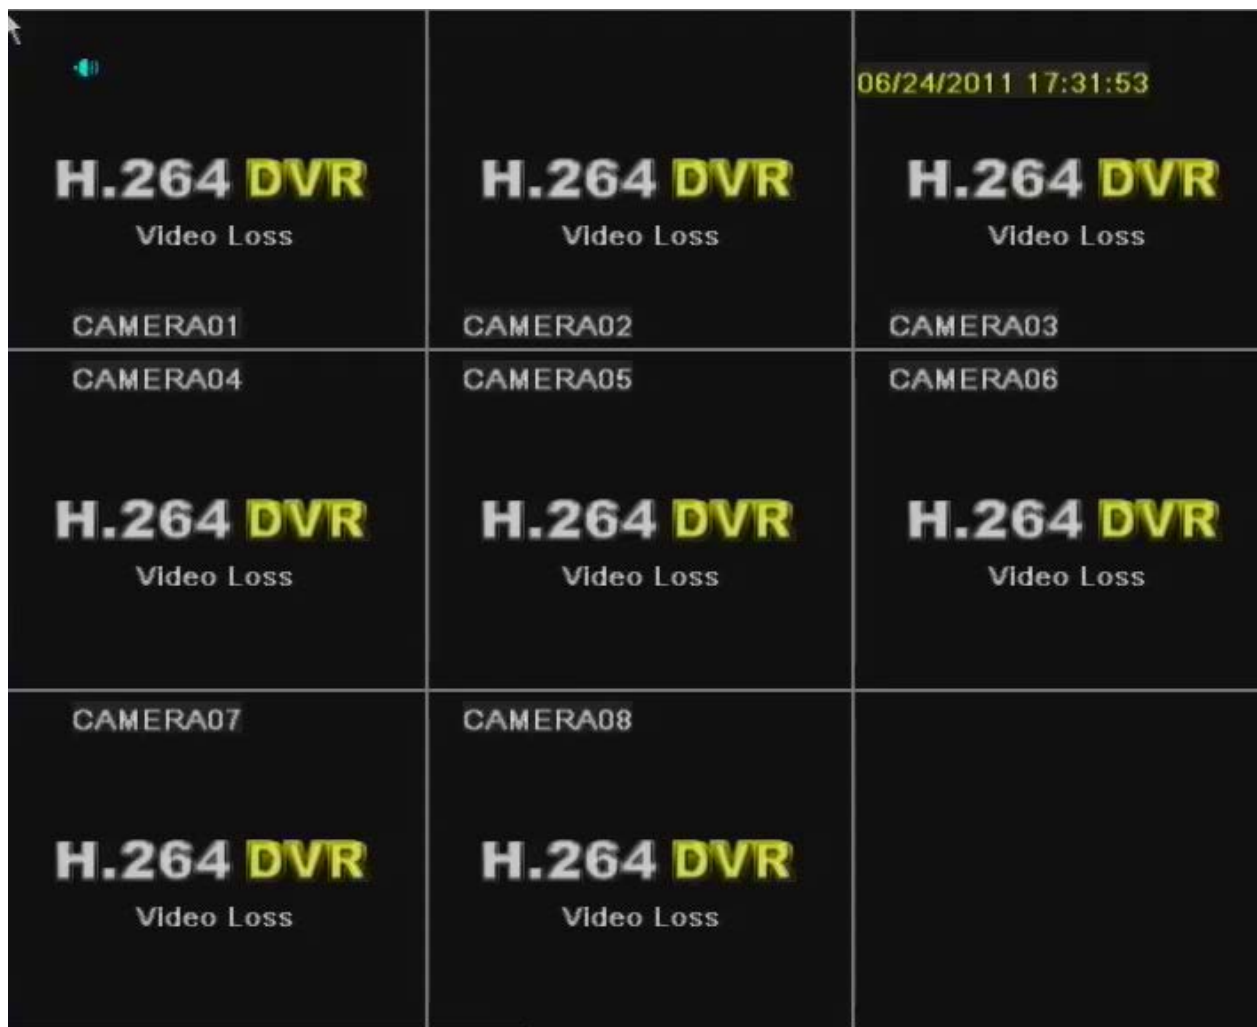 06/24/2011 17:31:53
H.264 DVR
Video Loss
CAMERA01
H.264 DVR
Video Loss
CAMERA02
H.264 DVR
Video Loss
CAMERA03
CAMERA04
H.264 DVR
Video Loss
CAMERA05
H.264 DVR
Video Loss
CAMERA06
H.264 DVR
Video Loss
CAMERA07
H.264 DVR
Video Loss
CAMERA08
H.264 DVR
Video Loss